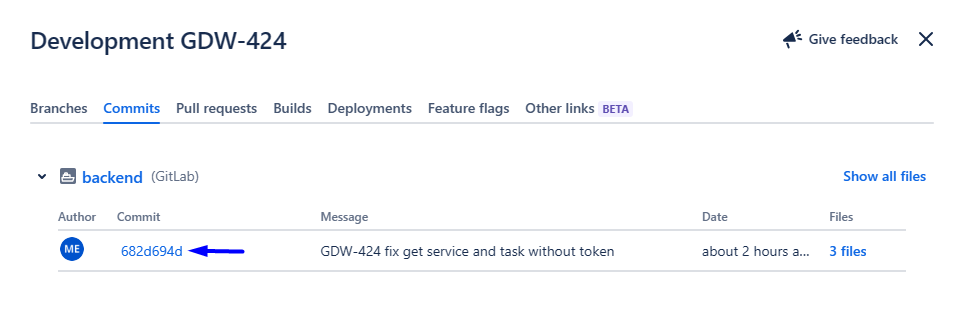 Development GDW-424
Give feedback
Branches Commits Pull requests Builds Deployments Feature flags Other links BETA
backend (GitLab) Show all files
Author Commit Message Date Files
ME 682d694d GDW-424 fix get service and task without token about 2 hours a... 3 files